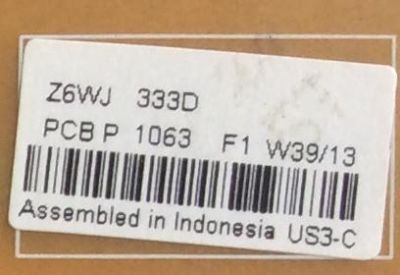 Z6WJ 333D
PCB P 1063 F1 W39/13
Assembled in Indonesia US3-C